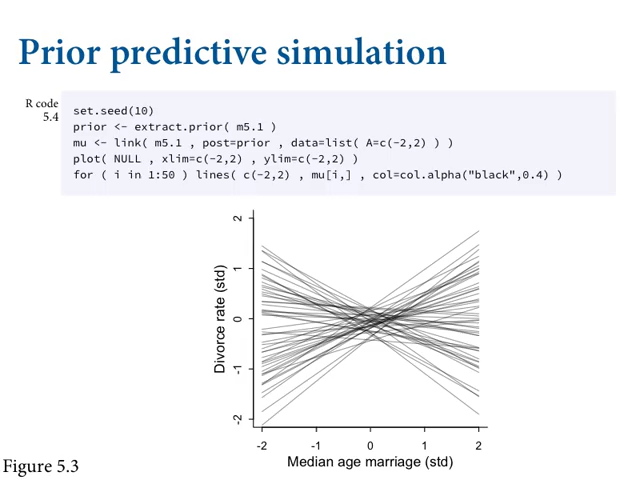 Prior predictive simulation
R code
5.4
set.seed(10)
prior <- extract.prior( m5.1 )
mu <- link( m5.1 , post=prior , data=list( A=c(-2,2) ) )
plot( NULL , xlim=c(-2,2) , ylim=c(-2,2) )
for ( i in 1:50 ) lines( c(-2,2) , mu[i,] , col=col.alpha("black",0.4) )
2
1
0
-1
-2
Divorce rate (std)
-2 -1 0 1 2
Median age marriage (std)
Figure 5.3